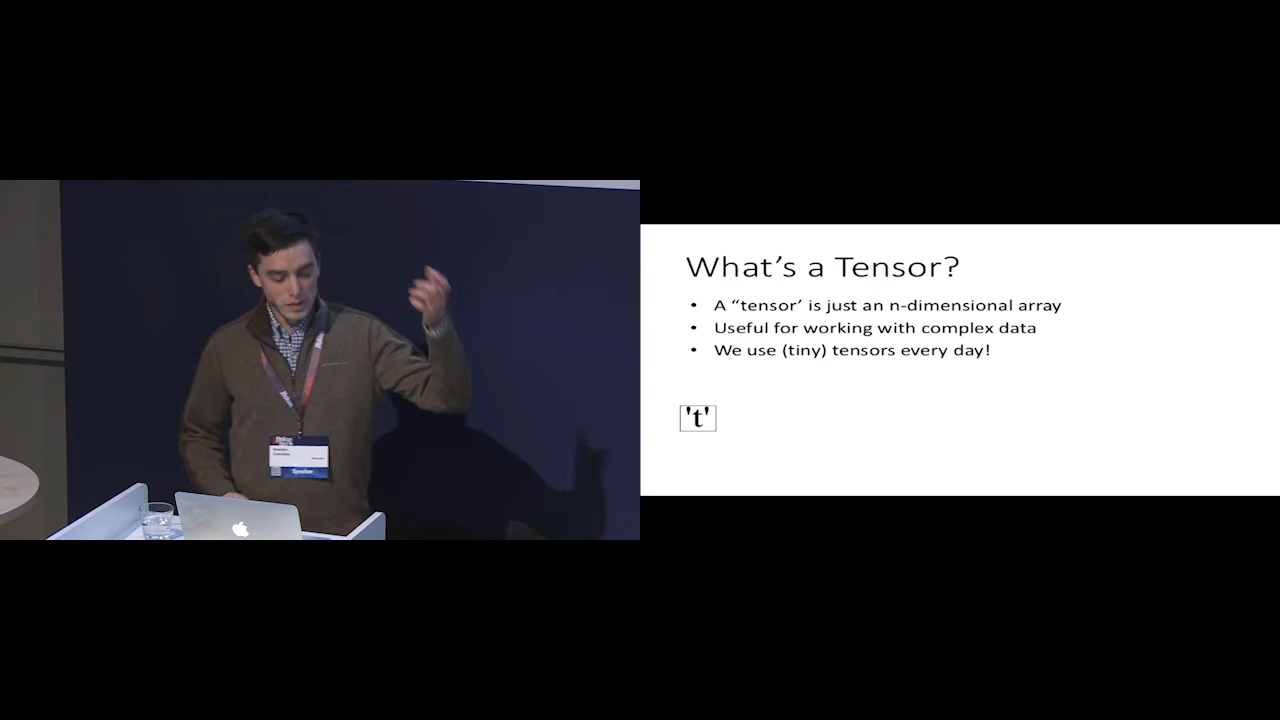 What's a Tensor?
• A “tensor’ is just an n-dimensional array
• Useful for working with complex data
• We use (tiny) tensors every day!
't'
Speaker